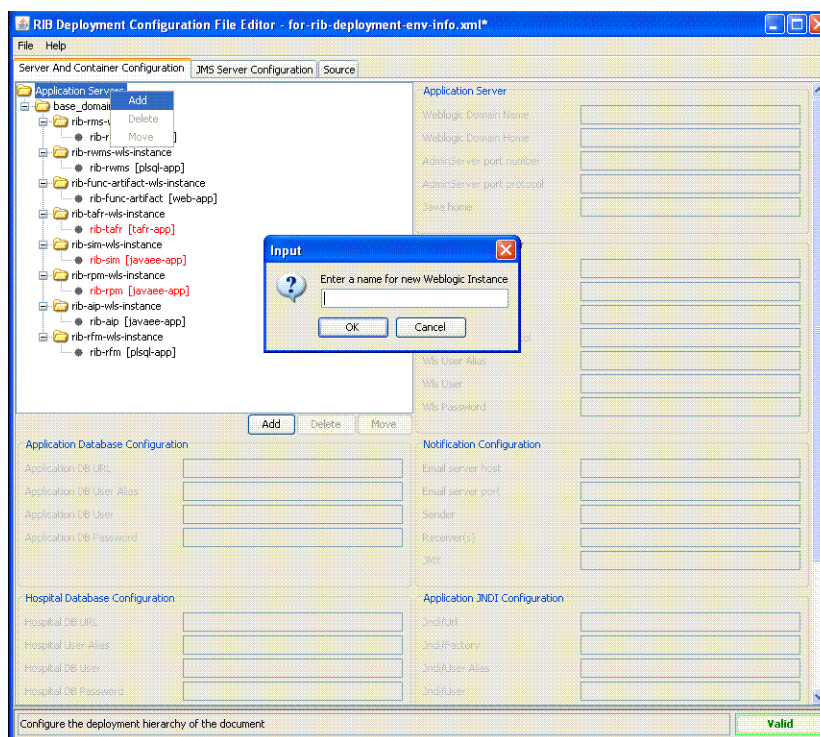 RIB Deployment Configuration File Editor - for-rib-deployment-env-info.xml*
File Help
Server And Container Configuration JMS Server Configuration Source
Application Servers
base_domain
rib-rms-
rib-r
rib-rwms-wls-instance
rib-rwms [plsql-app]
rib-func-artifact-wls-instance
rib-func-artifact [web-app]
rib-tafr-wls-instance
rib-tafr [tafr-app]
rib-sim-wls-instance
rib-sim [javaee-app]
rib-rpm-wls-instance
rib-rpm [javaee-app]
rib-aip-wls-instance
rib-aip [javaee-app]
rib-rfm-wls-instance
rib-rfm [plsql-app]
Add
Delete
Move
Add Delete Move
Application Server
Weblogic Domain Name
Weblogic Domain Home
AdminServer port number
AdminServer port protocol
Java home
Input
Enter a name for new Weblogic Instance
OK Cancel
Wls User Alias
Wls User
Wls Password
Application Database Configuration
Application DB URL
Application DB User Alias
Application DB User
Application DB Password
Notification Configuration
Email server host
Email server port
Sender
Receiver(s)
JMX
Hospital Database Configuration
Hospital DB URL
Hospital User Alias
Hospital DB User
Hospital DB Password
Application JNDI Configuration
Jndi/Url
Jndi/Factory
Jndi/User Alias
Jndi/User
Configure the deployment hierarchy of the document
Valid